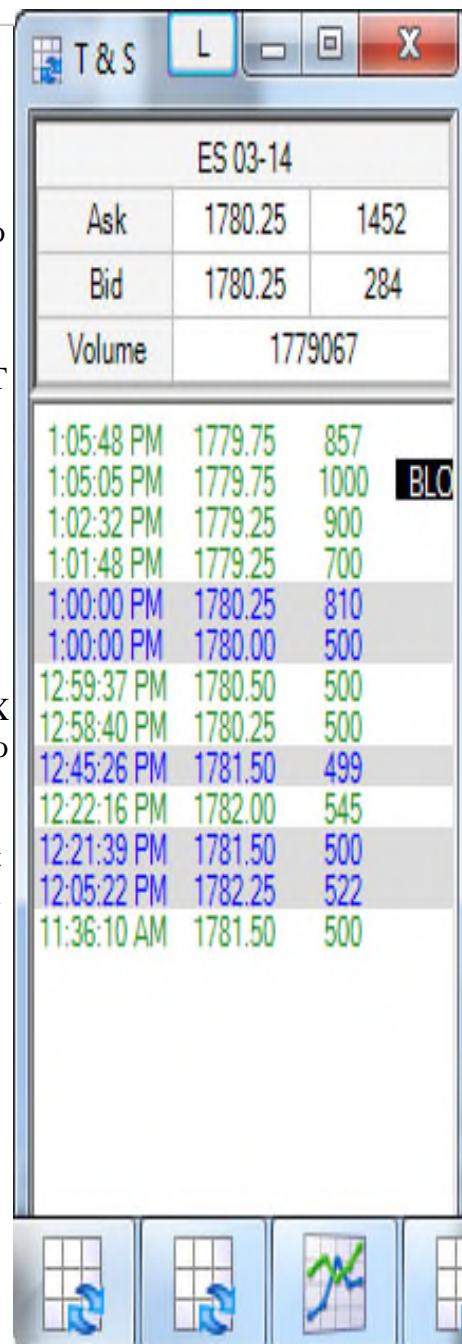 T & S L X
ES 03-14
Ask 1780.25 1452
Bid 1780.25 284
Volume 1779067
1:05:48 PM 1779.75 857
1:05:05 PM 1779.75 1000 BLO
1:02:32 PM 1779.25 900
1:01:48 PM 1779.25 700
1:00:00 PM 1780.25 810
1:00:00 PM 1780.00 500
12:59:37 PM 1780.50 500
12:58:40 PM 1780.25 500
12:45:26 PM 1781.50 499
12:22:16 PM 1782.00 545
12:21:39 PM 1781.50 500
12:05:22 PM 1782.25 522
11:36:10 AM 1781.50 500